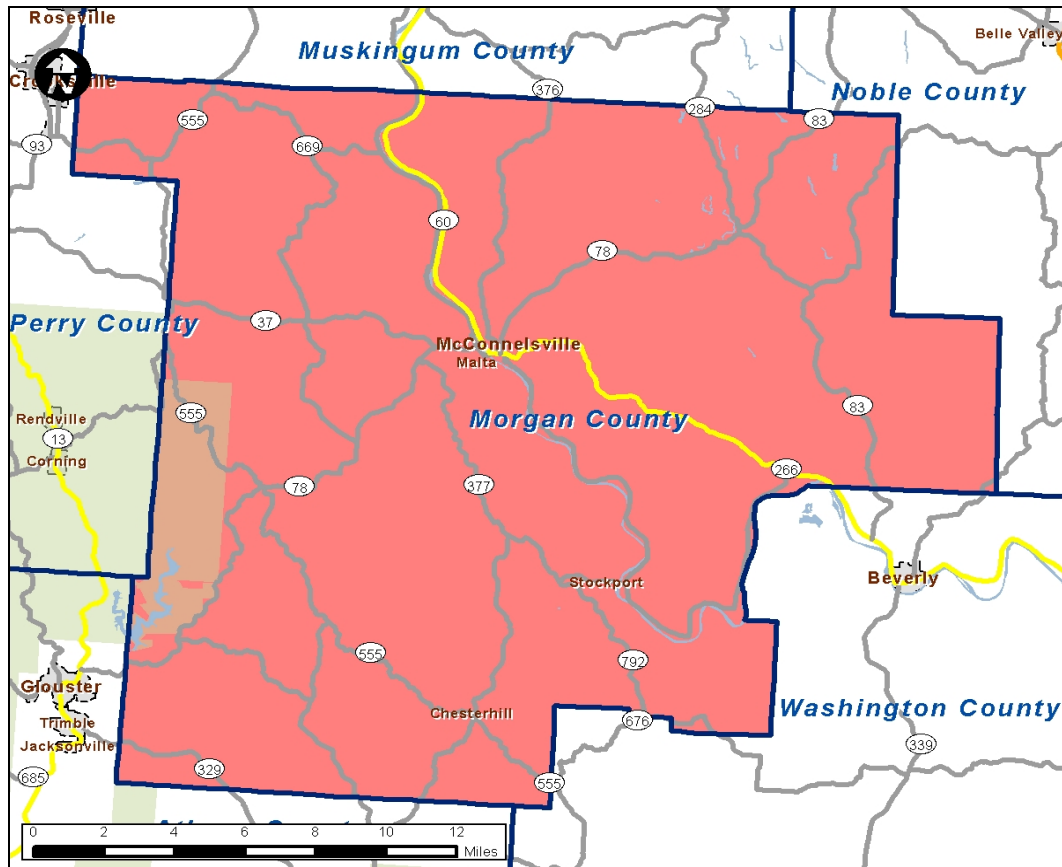 Roseville
Muskingum County
Belle Valley
Crooksville
376
Noble County
284
555
83
93
669
60
78
Perry County
37
McConnelsville
Malta
83
Rendville
555
Morgan County
13
Corning
266
78
377
Stockport
Beverly
555
792
Glouster
Chesterhill
Washington County
Trimble
676
Jacksonville
339
329
685
555
0 2 4 6 8 10 12
Miles